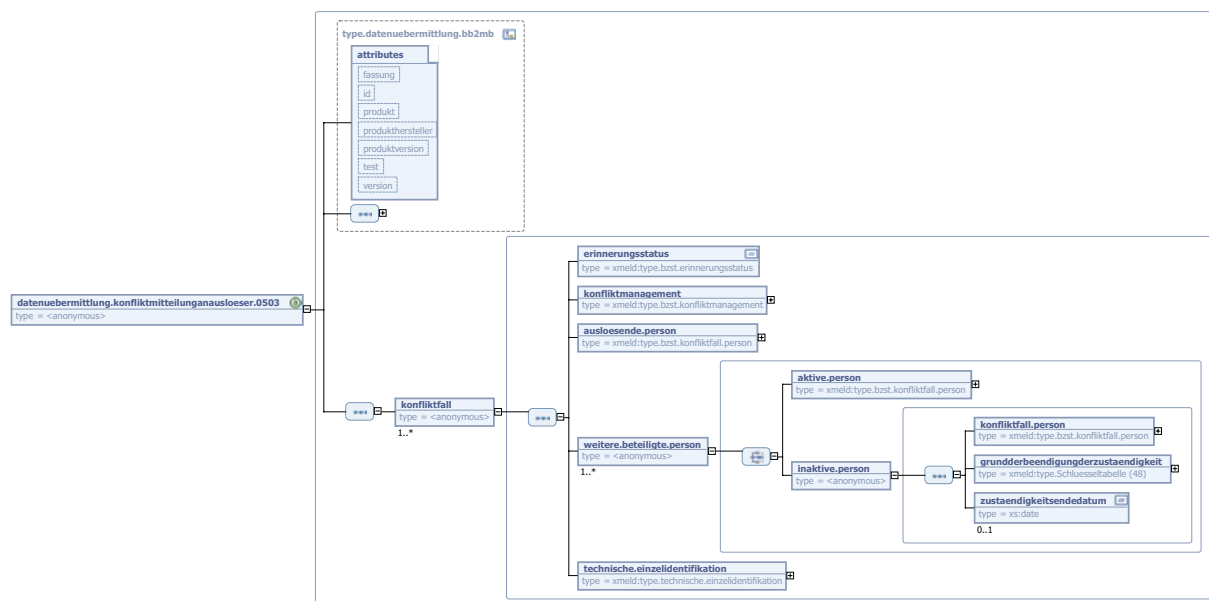 type.datenuebermittlung.bb2mb
attributes
fassung
id
produkt
produkthersteller
produktversion
test
version
datenuebermittlung.konfliktmitteilunganausloeser.0503
type = <anonymous>
konfliktfall
type = <anonymous>
1..*
erinnerungsstatus
type = xmeld:type.bzst.erinnerungsstatus
konfliktmanagement
type = xmeld:type.bzst.konfliktmanagement
ausloesende.person
type = xmeld:type.bzst.konfliktfall.person
weitere.beteiligte.person
type = <anonymous>
1..*
aktive.person
type = xmeld:type.bzst.konfliktfall.person
inaktive.person
type = <anonymous>
konfliktfall.person
type = xmeld:type.bzst.konfliktfall.person
grundderbeendigungderzustaendigkeit
type = xmeld:type.Schluesseltabelle (48)
zustaendigkeitsendedatum
type = xs:date
0..1
technische.einzelidentifikation
type = xmeld:type.technische.einzelidentifikation